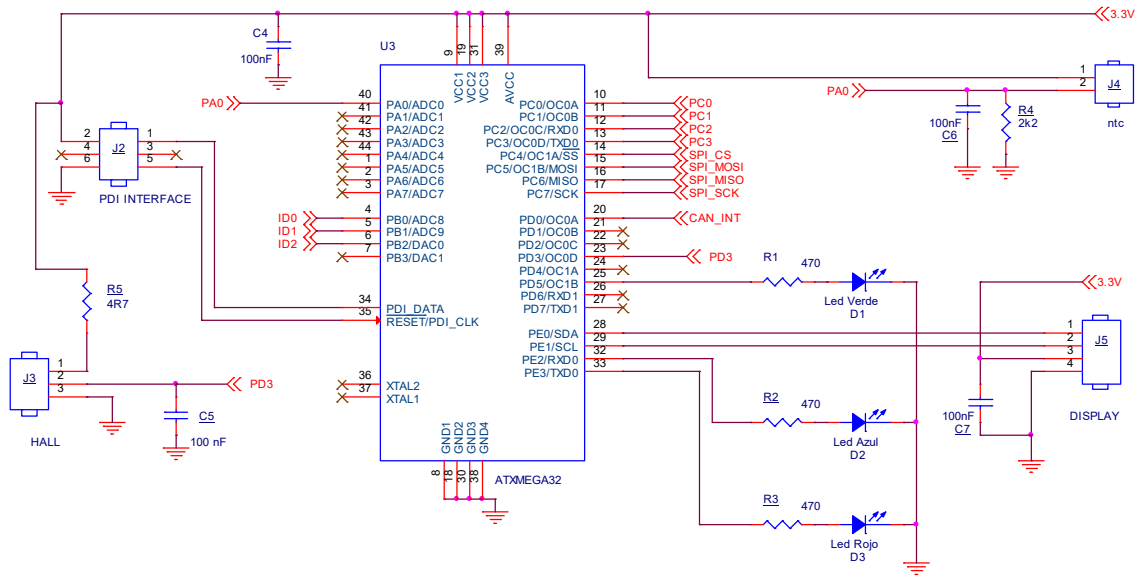 3.3V
C4
100nF
U3
9
19
31
39
VCC1
VCC2
VCC3
AVCC
PA0
40
41
42
43
44
1
2
3
PA0/ADC0
PA1/ADC1
PA2/ADC2
PA3/ADC3
PA4/ADC4
PA5/ADC5
PA6/ADC6
PA7/ADC7
ID0
ID1
ID2
4
5
6
7
PB0/ADC8
PB1/ADC9
PB2/DAC0
PB3/DAC1
34
35
PDI_DATA
RESET/PDI_CLK
36
37
XTAL2
XTAL1
GND1
GND2
GND3
GND4
8
18
30
38
ATXMEGA32
PC0/OC0A
PC1/OC0B
PC2/OC0C/RXD0
PC3/OC0D/TXD0
PC4/OC1A/SS
PC5/OC1B/MOSI
PC6/MISO
PC7/SCK
10
11
12
13
14
15
16
17
PC0
PC1
PC2
PC3
SPI_CS
SPI_MOSI
SPI_MISO
SPI_SCK
PD0/OC0A
PD1/OC0B
PD2/OC0C
PD3/OC0D
PD4/OC1A
PD5/OC1B
PD6/RXD1
PD7/TXD1
20
21
22
23
24
25
26
27
CAN_INT
PD3
PE0/SDA
PE1/SCL
PE2/RXD0
PE3/TXD0
28
29
32
33
2
4
6
J2
1
3
5
PDI INTERFACE
R5
4R7
J3
1
2
3
HALL
PD3
C5
100 nF
PA0
100nF
C6
R4
2k2
1
2
J4
ntc
R1
470
Led Verde
D1
R2
470
Led Azul
D2
R3
470
Led Rojo
D3
3.3V
1
2
3
4
J5
100nF
C7
DISPLAY